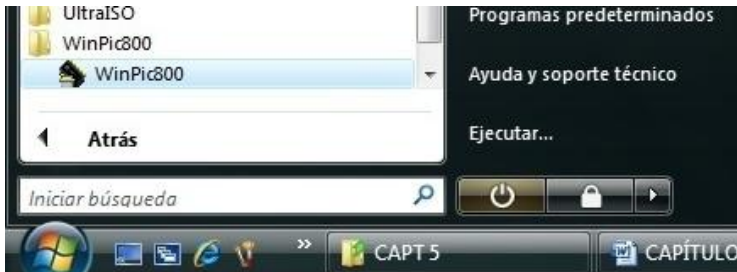 UltraISO
WinPic800
WinPic800
Atrás
Iniciar búsqueda
Programas predeterminados
Ayuda y soporte técnico
Ejecutar...
»
CAPT 5
CAPÍTULO